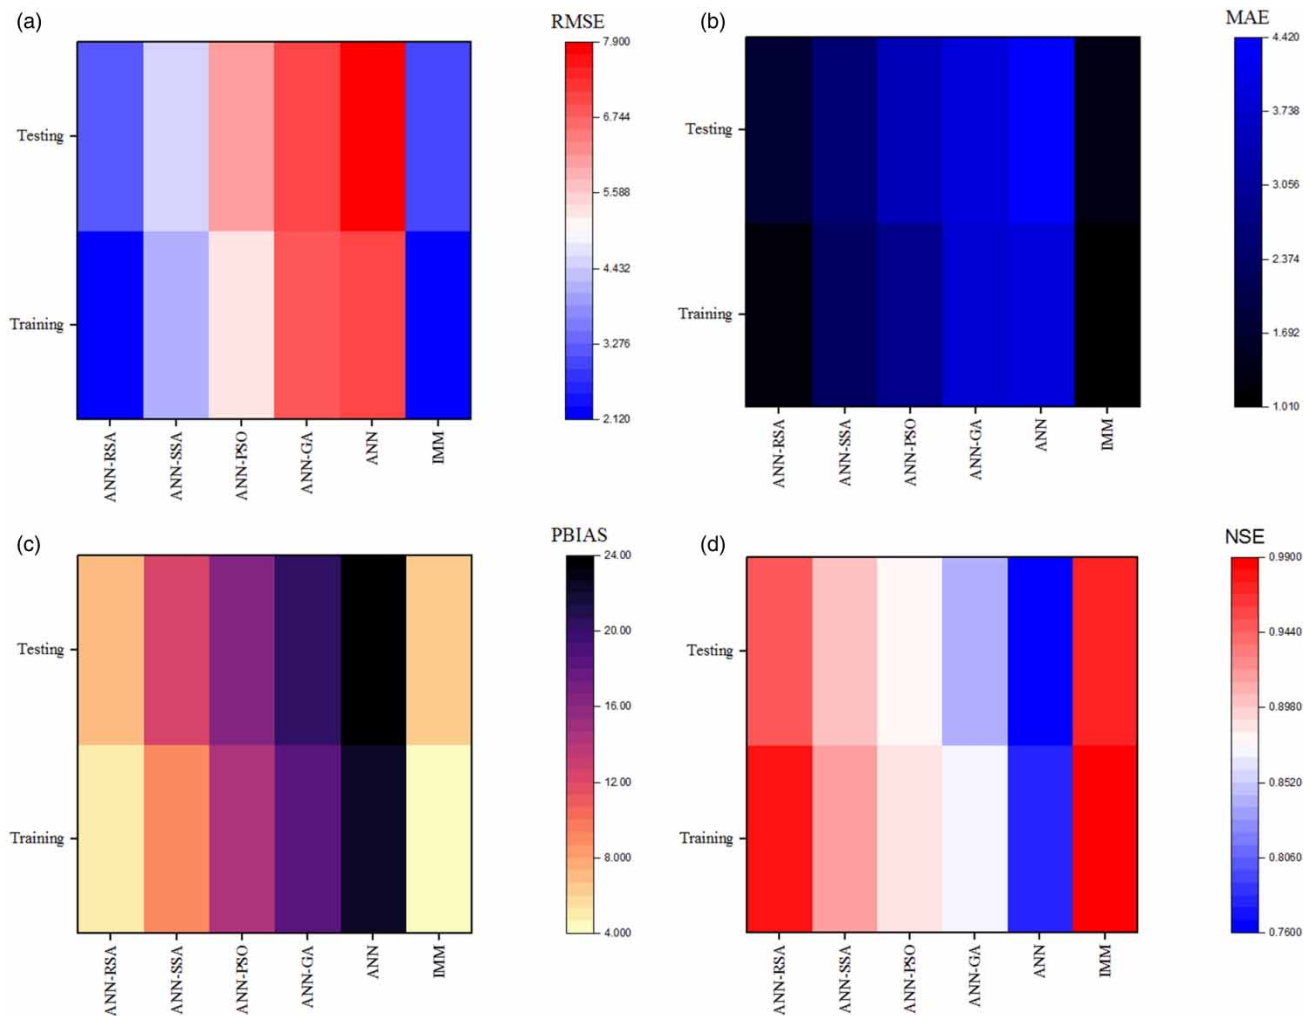 (a)
RMSE
7.900
6.744
5.588
4.432
3.276
2.120
Testing
Training
ANN-RSA
ANN-SSA
ANN-PSO
ANN-GA
ANN
IMM
(b)
MAE
4.420
3.738
3.056
2.374
1.692
1.010
Testing
Training
ANN-RSA
ANN-SSA
ANN-PSO
ANN-GA
ANN
IMM
(c)
PBIAS
24.00
20.00
16.00
12.00
8.000
4.000
Testing
Training
ANN-RSA
ANN-SSA
ANN-PSO
ANN-GA
ANN
IMM
(d)
NSE
0.9900
0.9440
0.8980
0.8520
0.8060
0.7600
Testing
Training
ANN-RSA
ANN-SSA
ANN-PSO
ANN-GA
ANN
IMM